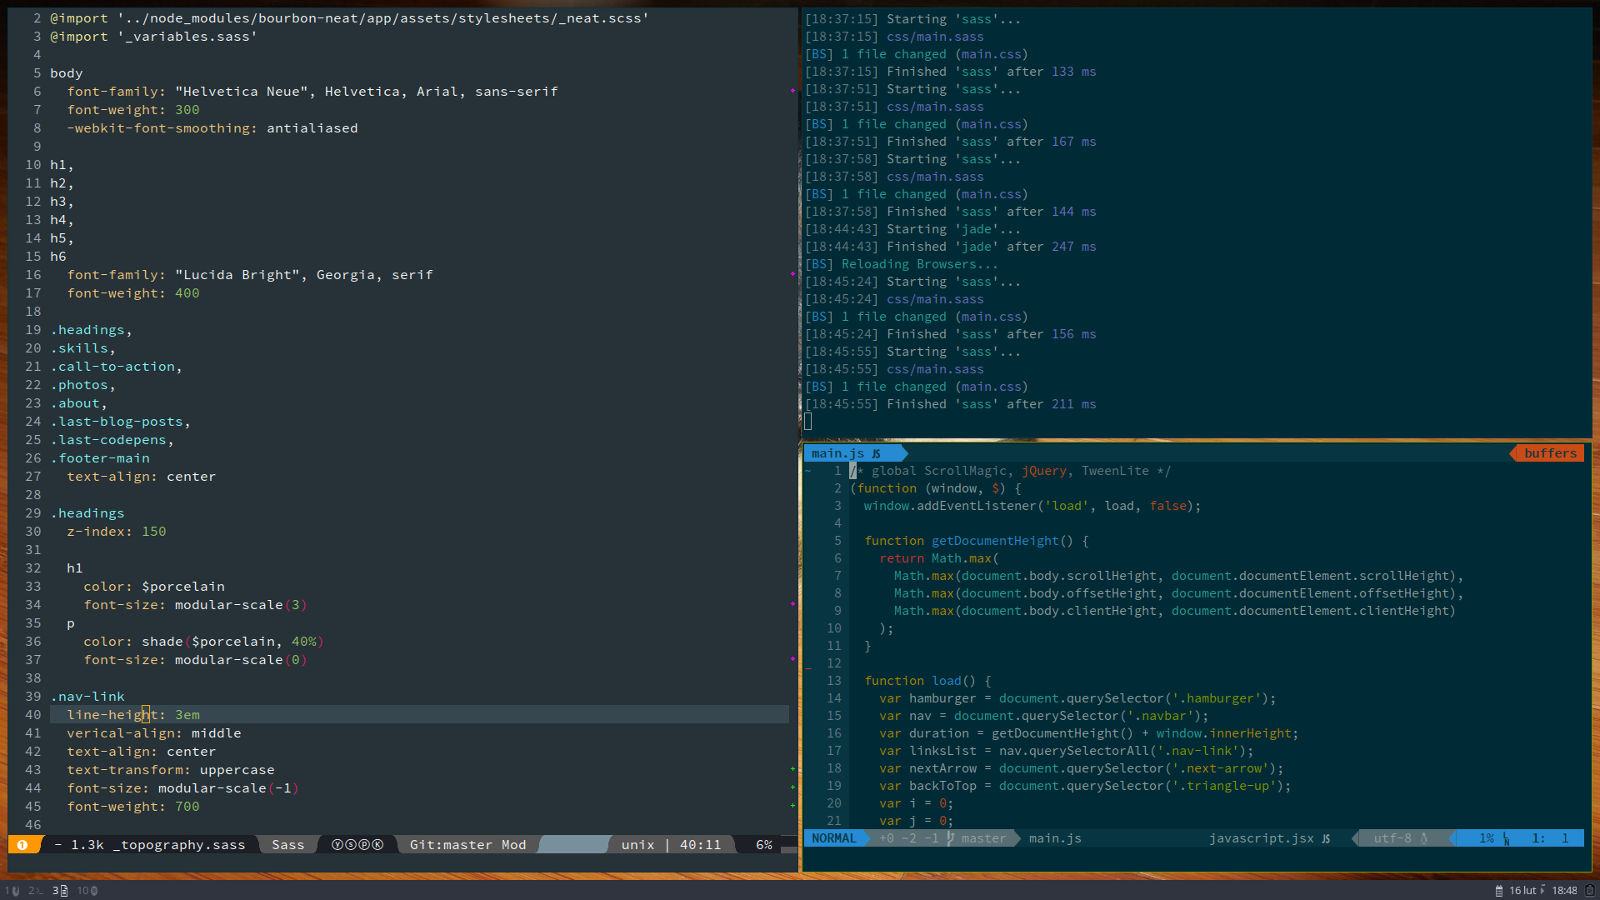 2 @import '../node_modules/bourbon-neat/app/assets/stylesheets/_neat.scss'
3 @import '_variables.sass'
4
5 body
6 font-family: "Helvetica Neue", Helvetica, Arial, sans-serif
7 font-weight: 300
8 -webkit-font-smoothing: antialiased
9
10 h1,
11 h2,
12 h3,
13 h4,
14 h5,
15 h6
16 font-family: "Lucida Bright", Georgia, serif
17 font-weight: 400
18
19 .headings,
20 .skills,
21 .call-to-action,
22 .photos,
23 .about,
24 .last-blog-posts,
25 .last-codepens,
26 .footer-main
27 text-align: center
28
29 .headings
30 z-index: 150
31
32 h1
33 color: $porcelain
34 font-size: modular-scale(3)
35 p
36 color: shade($porcelain, 40%)
37 font-size: modular-scale(0)
38
39 .nav-link
40 line-height: 3em
41 verical-align: middle
42 text-align: center
43 text-transform: uppercase
44 font-size: modular-scale(-1)
45 font-weight: 700
46
1 - 1.3k _topography.sass Sass ⓎⓈⓅⓀ Git:master Mod unix | 40:11 6%
[18:37:15] Starting 'sass'...
[18:37:15] css/main.sass
[BS] 1 file changed (main.css)
[18:37:15] Finished 'sass' after 133 ms
[18:37:51] Starting 'sass'...
[18:37:51] css/main.sass
[BS] 1 file changed (main.css)
[18:37:51] Finished 'sass' after 167 ms
[18:37:58] Starting 'sass'...
[18:37:58] css/main.sass
[BS] 1 file changed (main.css)
[18:37:58] Finished 'sass' after 144 ms
[18:44:43] Starting 'jade'...
[18:44:43] Finished 'jade' after 247 ms
[BS] Reloading Browsers...
[18:45:24] Starting 'sass'...
[18:45:24] css/main.sass
[BS] 1 file changed (main.css)
[18:45:24] Finished 'sass' after 156 ms
[18:45:55] Starting 'sass'...
[18:45:55] css/main.sass
[BS] 1 file changed (main.css)
[18:45:55] Finished 'sass' after 211 ms
main.js JS buffers
~ 1 /* global ScrollMagic, jQuery, TweenLite */
2 (function (window, $) {
3 window.addEventListener('load', load, false);
4
5 function getDocumentHeight() {
6 return Math.max(
7 Math.max(document.body.scrollHeight, document.documentElement.scrollHeight),
8 Math.max(document.body.offsetHeight, document.documentElement.offsetHeight),
9 Math.max(document.body.clientHeight, document.documentElement.clientHeight)
10 );
11 }
_ 12
13 function load() {
14 var hamburger = document.querySelector('.hamburger');
15 var nav = document.querySelector('.navbar');
16 var duration = getDocumentHeight() + window.innerHeight;
17 var linksList = nav.querySelectorAll('.nav-link');
18 var nextArrow = document.querySelector('.next-arrow');
19 var backToTop = document.querySelector('.triangle-up');
20 var i = 0;
21 var j = 0;
NORMAL +0 ~2 -1 master main.js javascript.jsx JS utf-8 1% 1: 1
1 2 3 10 16 lut 18:48